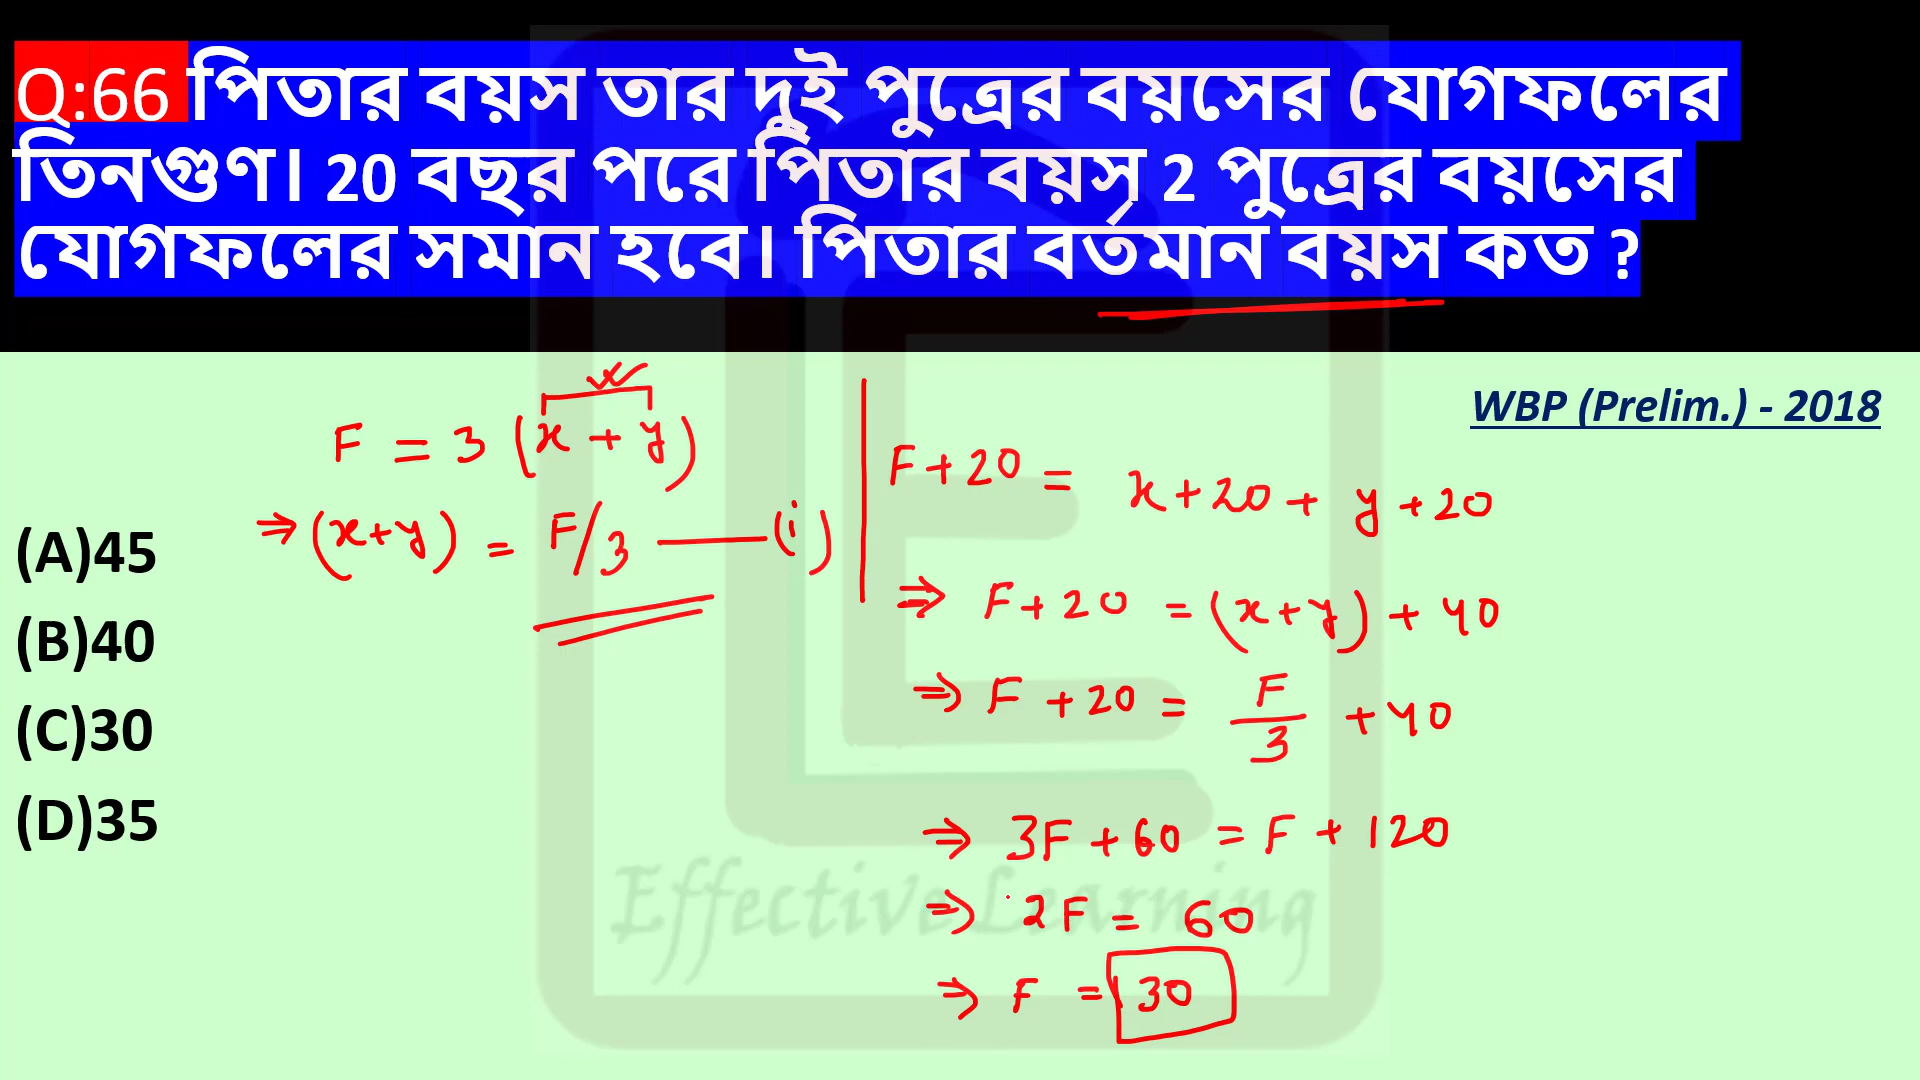 Q:66 পিতার বয়স তার দুই পুত্রের বয়সের যোগফলের
তিনগুণ। 20 বছর পরে পিতার বয়স 2 পুত্রের বয়সের
যোগফলের সমান হবে। পিতার বর্তমান বয়স কত ?
WBP (Prelim.) - 2018
(A)45
(B)40
(C)30
(D)35
F = 3 (x + y)
⇒ (x+y) = F/3 — (i)
F+20 = x+20 + y+20
⇒ F+20 = (x+y) + 40
⇒ F +20 = F/3 +40
⇒ 3F+60 = F + 120
⇒ 2F = 60
⇒ F = 30
Effective Learning